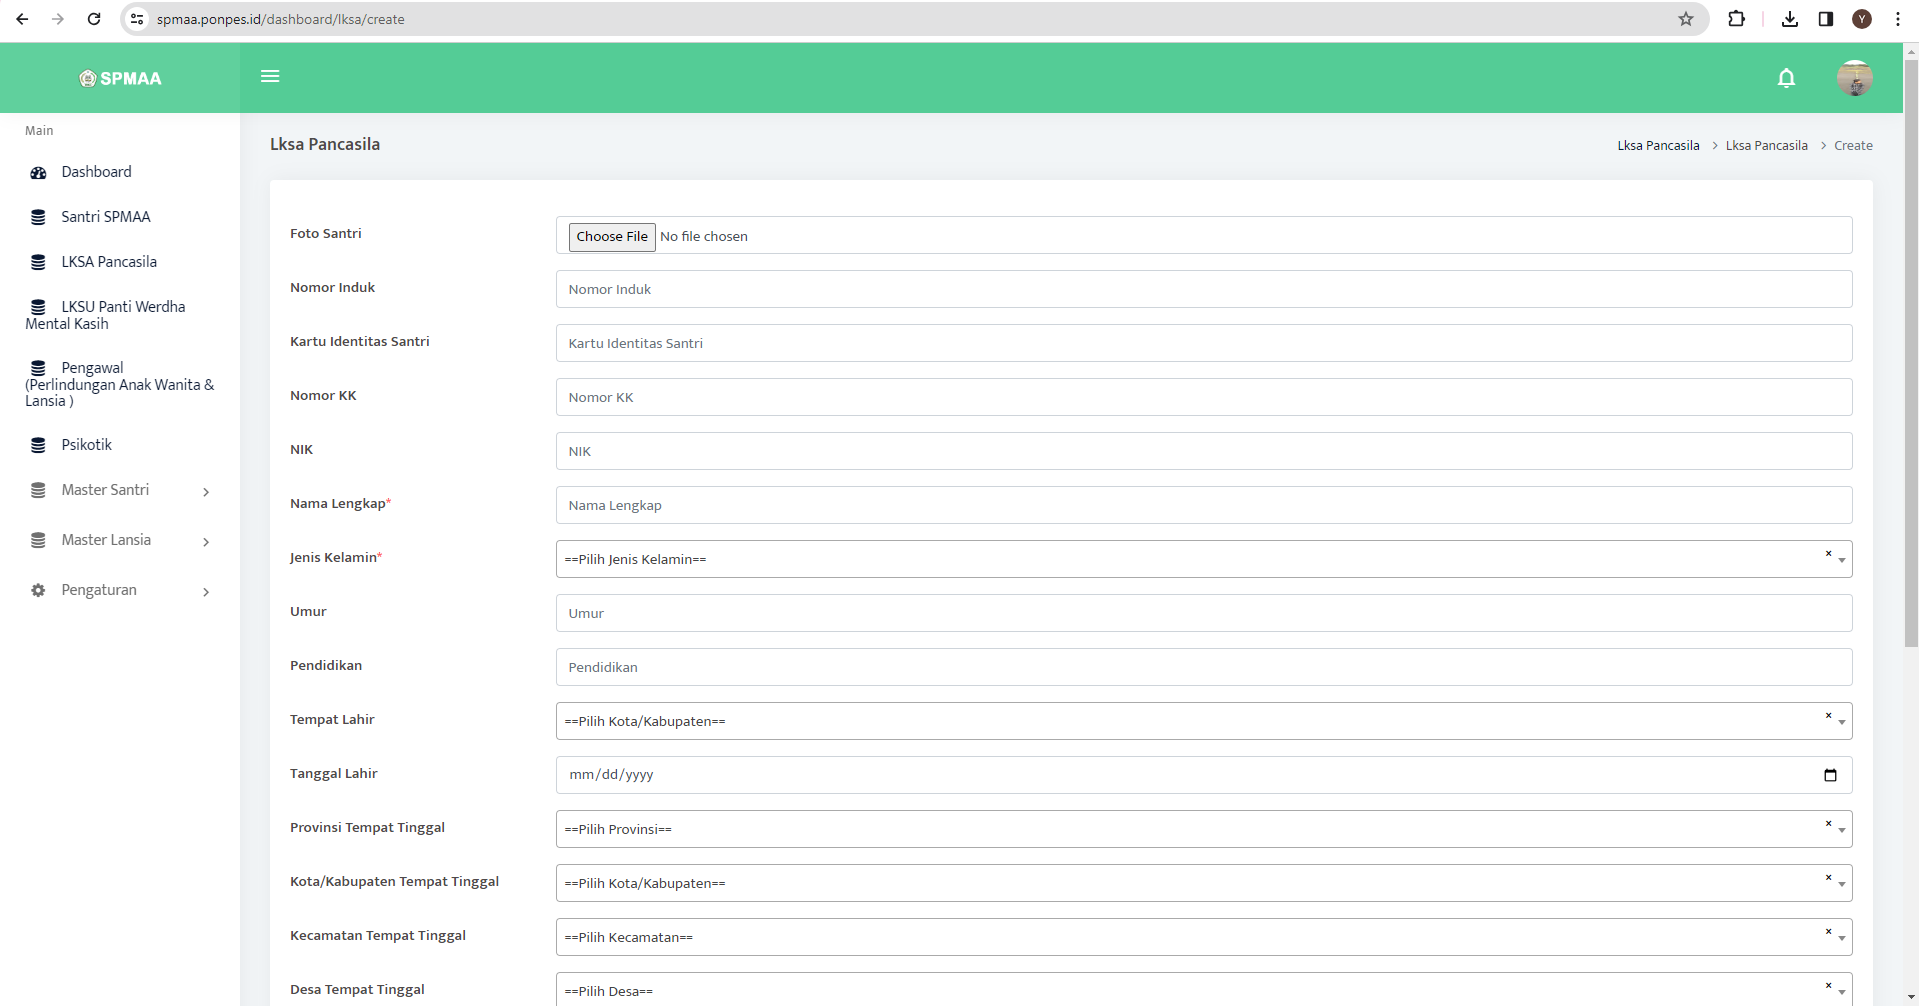 spmaa.ponpes.id/dashboard/lksa/create
Y
SPMAA
Main
Dashboard
Santri SPMAA
LKSA Pancasila
LKSU Panti Werdha
Mental Kasih
Pengawal
(Perlindungan Anak Wanita &
Lansia )
Psikotik
Master Santri
Master Lansia
Pengaturan
Lksa Pancasila
Lksa Pancasila > Lksa Pancasila > Create
Foto Santri
Choose File No file chosen
Nomor Induk
Nomor Induk
Kartu Identitas Santri
Kartu Identitas Santri
Nomor KK
Nomor KK
NIK
NIK
Nama Lengkap*
Nama Lengkap
Jenis Kelamin*
==Pilih Jenis Kelamin== ×
Umur
Umur
Pendidikan
Pendidikan
Tempat Lahir
==Pilih Kota/Kabupaten== ×
Tanggal Lahir
mm/dd/yyyy
Provinsi Tempat Tinggal
==Pilih Provinsi== ×
Kota/Kabupaten Tempat Tinggal
==Pilih Kota/Kabupaten== ×
Kecamatan Tempat Tinggal
==Pilih Kecamatan== ×
Desa Tempat Tinggal
==Pilih Desa== ×